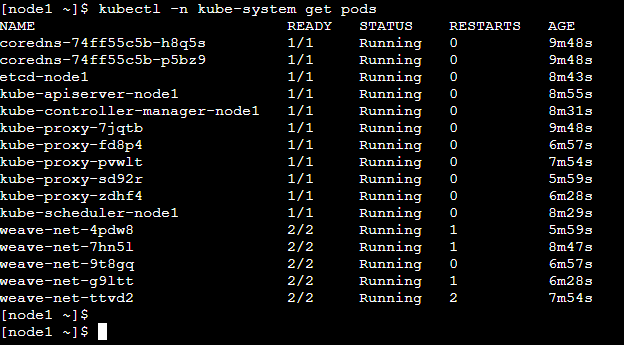 [node1 ~]$ kubectl -n kube-system get pods
NAME READY STATUS RESTARTS AGE
coredns-74ff55c5b-h8q5s 1/1 Running 0 9m48s
coredns-74ff55c5b-p5bz9 1/1 Running 0 9m48s
etcd-node1 1/1 Running 0 8m43s
kube-apiserver-node1 1/1 Running 0 8m55s
kube-controller-manager-node1 1/1 Running 0 8m31s
kube-proxy-7jqtb 1/1 Running 0 9m48s
kube-proxy-fd8p4 1/1 Running 0 6m57s
kube-proxy-pvwlt 1/1 Running 0 7m54s
kube-proxy-sd92r 1/1 Running 0 5m59s
kube-proxy-zdhf4 1/1 Running 0 6m28s
kube-scheduler-node1 1/1 Running 0 8m29s
weave-net-4pdw8 2/2 Running 1 5m59s
weave-net-7hn5l 2/2 Running 1 8m47s
weave-net-9t8gq 2/2 Running 0 6m57s
weave-net-g9ltt 2/2 Running 1 6m28s
weave-net-ttvd2 2/2 Running 2 7m54s
[node1 ~]$
[node1 ~]$